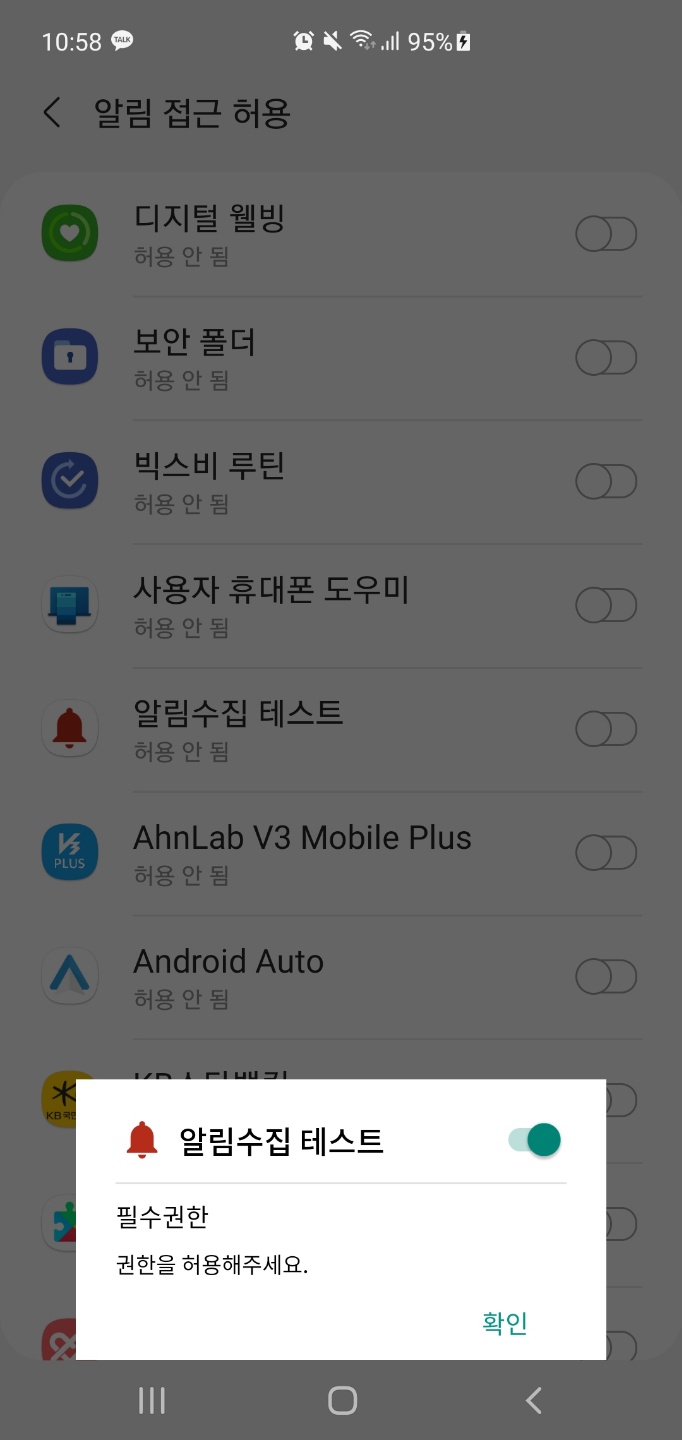 10:58 TALK 95%
알림 접근 허용
디지털 웰빙
허용 안 됨
보안 폴더
허용 안 됨
빅스비 루틴
허용 안 됨
사용자 휴대폰 도우미
허용 안 됨
알림수집 테스트
허용 안 됨
V3
PLUS
AhnLab V3 Mobile Plus
허용 안 됨
Android Auto
허용 안 됨
알림수집 테스트
필수권한
권한을 허용해주세요.
확인